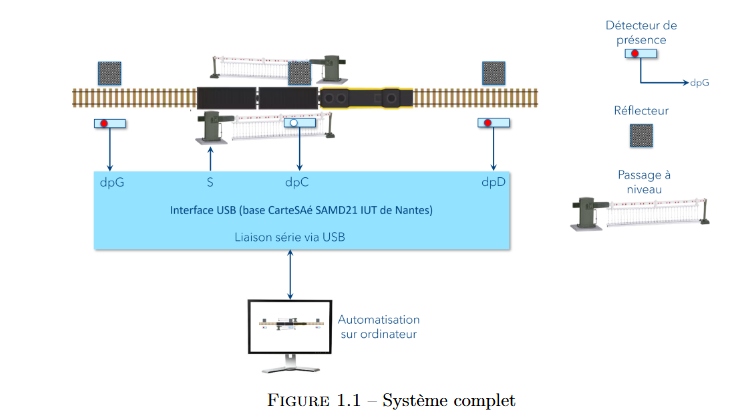 Détecteur de
présence
dpG
Réflecteur
Passage à
niveau
dpG
S
dpC
dpD
Interface USB (base CarteSAé SAMD21 IUT de Nantes)
Liaison série via USB
Automatisation
sur ordinateur
FIGURE 1.1 – Système complet